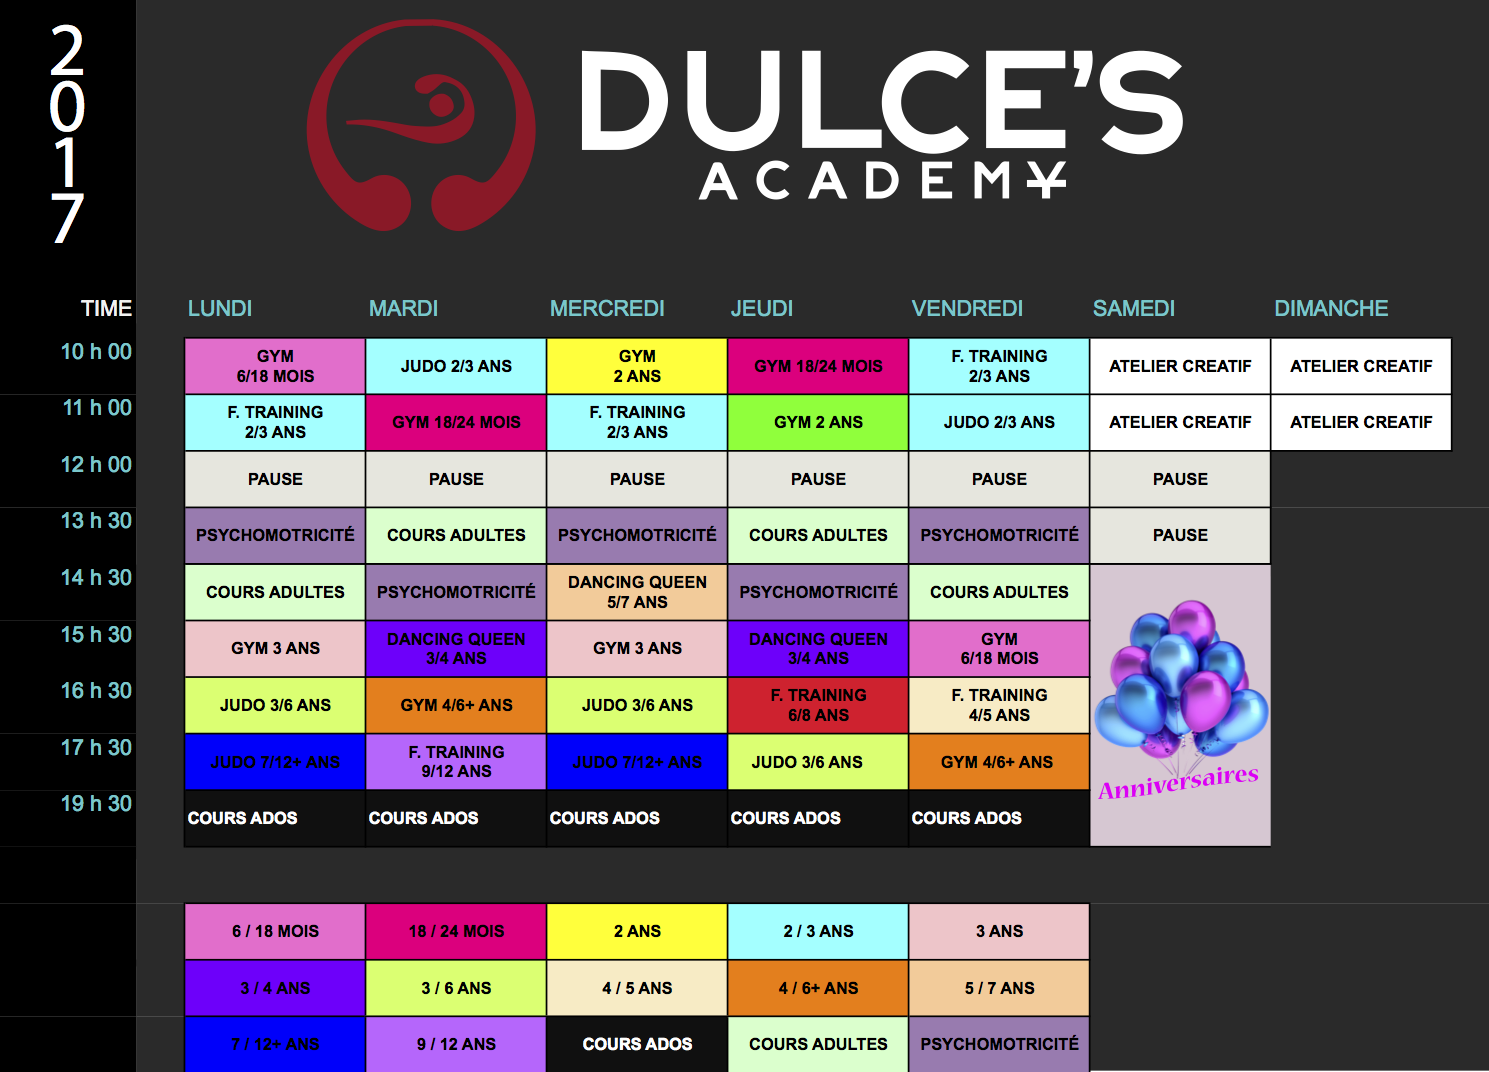 2
0
1
7
DULCE'S
ACADEM¥
TIME LUNDI MARDI MERCREDI JEUDI VENDREDI SAMEDI DIMANCHE
10 h 00
GYM
6/18 MOIS
JUDO 2/3 ANS
GYM
2 ANS
GYM 18/24 MOIS
F. TRAINING
2/3 ANS
ATELIER CREATIF
ATELIER CREATIF
11 h 00
F. TRAINING
2/3 ANS
GYM 18/24 MOIS
F. TRAINING
2/3 ANS
GYM 2 ANS
JUDO 2/3 ANS
ATELIER CREATIF
ATELIER CREATIF
12 h 00
PAUSE
PAUSE
PAUSE
PAUSE
PAUSE
PAUSE
13 h 30
PSYCHOMOTRICITÉ
COURS ADULTES
PSYCHOMOTRICITÉ
COURS ADULTES
PSYCHOMOTRICITÉ
PAUSE
14 h 30
COURS ADULTES
PSYCHOMOTRICITÉ
DANCING QUEEN
5/7 ANS
PSYCHOMOTRICITÉ
COURS ADULTES
15 h 30
GYM 3 ANS
DANCING QUEEN
3/4 ANS
GYM 3 ANS
DANCING QUEEN
3/4 ANS
GYM
6/18 MOIS
16 h 30
JUDO 3/6 ANS
GYM 4/6+ ANS
JUDO 3/6 ANS
F. TRAINING
6/8 ANS
F. TRAINING
4/5 ANS
17 h 30
JUDO 7/12+ ANS
F. TRAINING
9/12 ANS
JUDO 7/12+ ANS
JUDO 3/6 ANS
GYM 4/6+ ANS
Anniversaires
19 h 30
COURS ADOS
COURS ADOS
COURS ADOS
COURS ADOS
COURS ADOS
6 / 18 MOIS
18 / 24 MOIS
2 ANS
2 / 3 ANS
3 ANS
3 / 4 ANS
3 / 6 ANS
4 / 5 ANS
4 / 6+ ANS
5 / 7 ANS
7 / 12+ ANS
9 / 12 ANS
COURS ADOS
COURS ADULTES
PSYCHOMOTRICITÉ